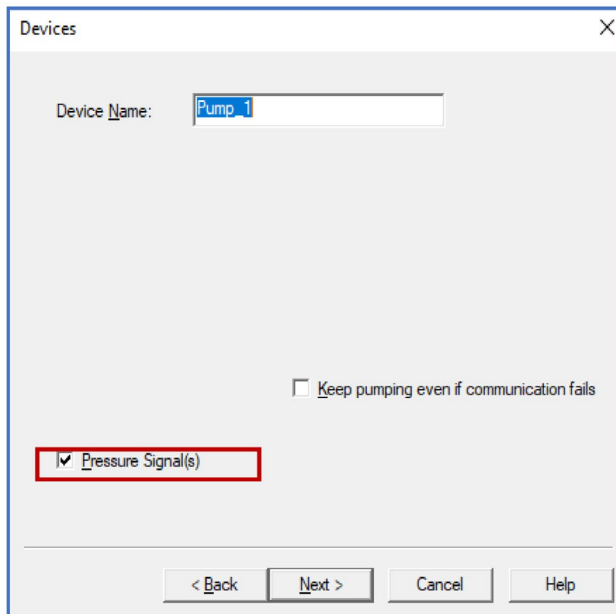 Devices
Device Name: Pump_1
Keep pumping even if communication fails
Pressure Signal(s)
< Back Next > Cancel Help